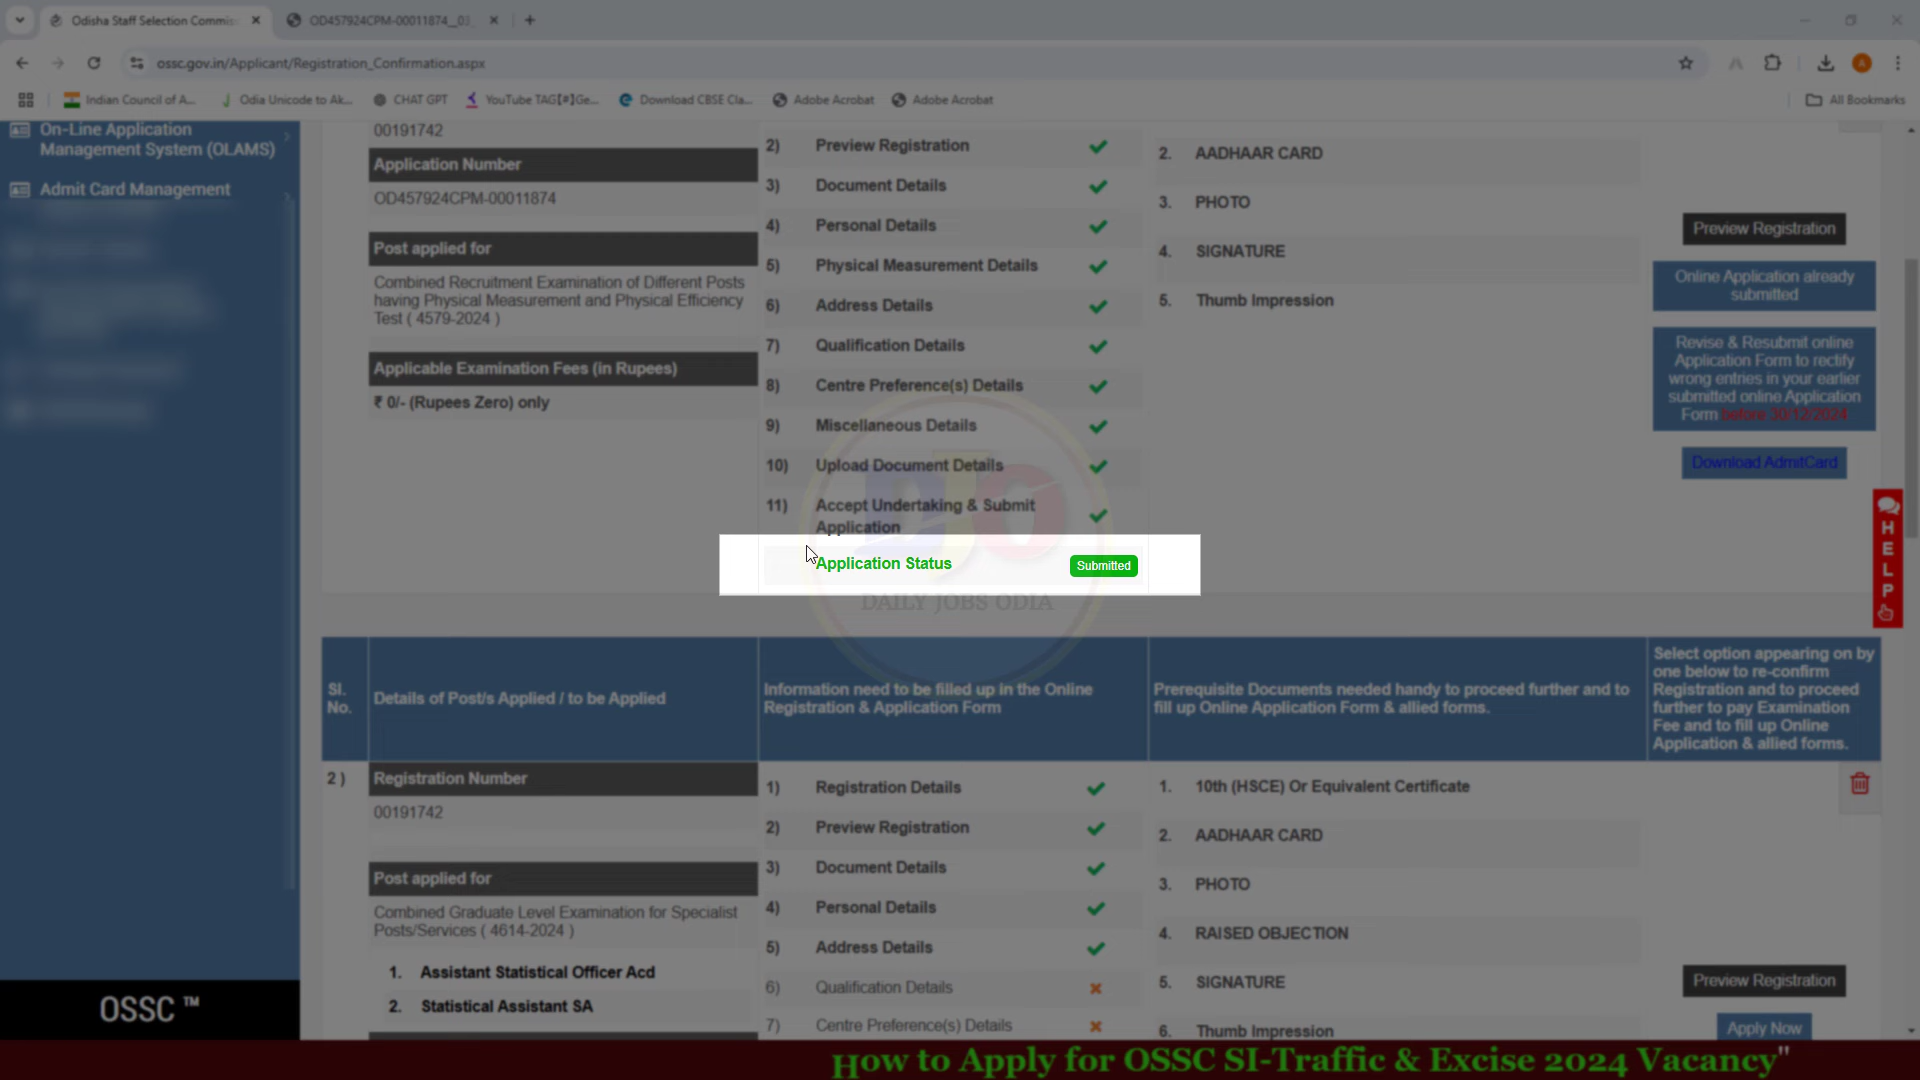 Odisha Staff Selection Commis
OD457924CPM-00011874_03_
ossc.gov.in/Applicant/Registration_Confirmation.aspx
Indian Council of A...
Odia Unicode to Ak...
CHAT GPT
YouTube TAG【#】Ge...
Download CBSE Cla...
Adobe Acrobat
Adobe Acrobat
All Bookmarks
On-Line Application
Management System (OLAMS)
Admit Card Management
OSSC ™
00191742
Application Number
OD457924CPM-00011874
Post applied for
Combined Recruitment Examination of Different Posts
having Physical Measurement and Physical Efficiency
Test ( 4579-2024 )
Applicable Examination Fees (in Rupees)
₹ 0/- (Rupees Zero) only
2) Preview Registration
3) Document Details
4) Personal Details
5) Physical Measurement Details
6) Address Details
7) Qualification Details
8) Centre Preference(s) Details
9) Miscellaneous Details
10) Upload Document Details
11) Accept Undertaking & Submit
Application
Application Status Submitted
DJO
DAILY JOBS ODIA
2. AADHAAR CARD
3. PHOTO
4. SIGNATURE
5. Thumb Impression
Preview Registration
Online Application already
submitted
Revise & Resubmit online
Application Form to rectify
wrong entries in your earlier
submitted online Application
Form before 30/12/2024
Download AdmitCard
HELP
Sl.
No.
Details of Post/s Applied / to be Applied
Information need to be filled up in the Online
Registration & Application Form
Prerequisite Documents needed handy to proceed further and to
fill up Online Application Form & allied forms.
Select option appearing on by
one below to re-confirm
Registration and to proceed
further to pay Examination
Fee and to fill up Online
Application & allied forms.
2 )
Registration Number
00191742
Post applied for
Combined Graduate Level Examination for Specialist
Posts/Services ( 4614-2024 )
1. Assistant Statistical Officer Acd
2. Statistical Assistant SA
1) Registration Details
2) Preview Registration
3) Document Details
4) Personal Details
5) Address Details
6) Qualification Details
7) Centre Preference(s) Details
1. 10th (HSCE) Or Equivalent Certificate
2. AADHAAR CARD
3. PHOTO
4. RAISED OBJECTION
5. SIGNATURE
6. Thumb Impression
Preview Registration
Apply Now
How to Apply for OSSC SI-Traffic & Excise 2024 Vacancy"